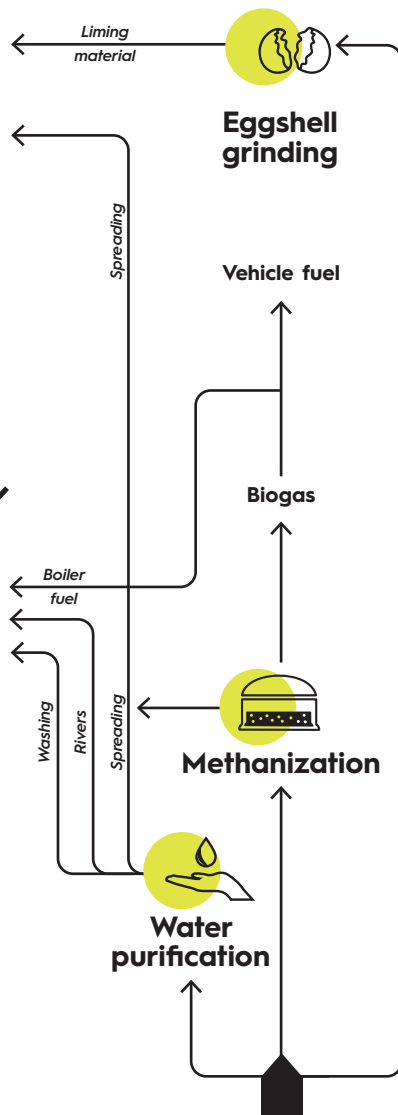 Liming
material
Eggshell
grinding
Spreading
Vehicle fuel
Biogas
Boiler
fuel
Washing
Rivers
Spreading
Methanization
Water
purification